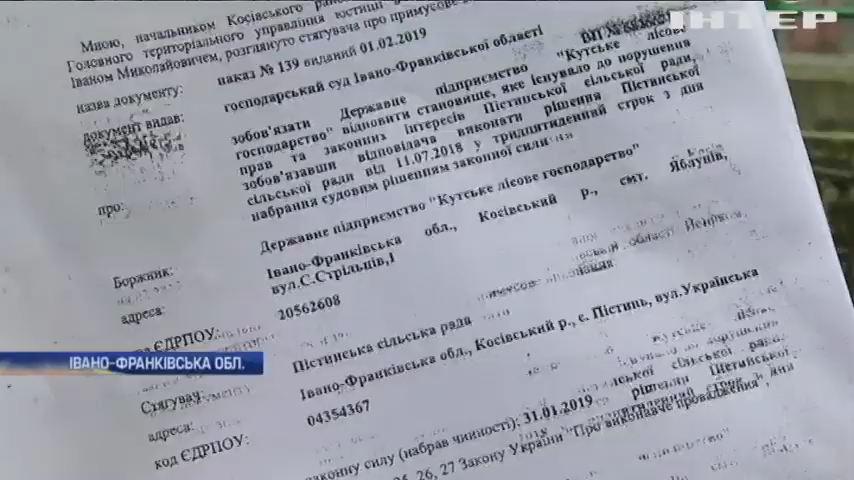 ІНТЕР
Мною, начальником Косівського
Головного територіального управління юстиції
Іваном Миколайовичем, розглянуто стягувача про примусове
назва документу: наказ № 139 виданий 01.02.2019
документ видав: господарський суд Івано-Франківської області
ВП №
про: зобов'язати Державне підприємство "Кутське лісове
господарство" відновити становище, яке існувало до порушення
прав та законних інтересів Пістинської сільської ради,
зобов'язавши відповідача виконати рішення Пістинської
сільської ради від 11.07.2018 у тридцятиденний строк з дня
набрання судовим рішенням законної сили
Боржник: Державне підприємство "Кутське лісове господарство"
адреса: Івано-Франківська обл., Косівський р., смт. Яблунів,
вул.С.Стрільців,1
ЄДРПОУ: 20562608
Стягувач: Пістинська сільська рада
адреса: Івано-Франківська обл., Косівський р., с. Пістинь, вул.Українська
код ЄДРПОУ: 04354367
законну силу (набрав чинності): 31.01.2019
26, 27 Закону України "Про виконавче провадження",
ІВАНО-ФРАНКІВСЬКА ОБЛ.